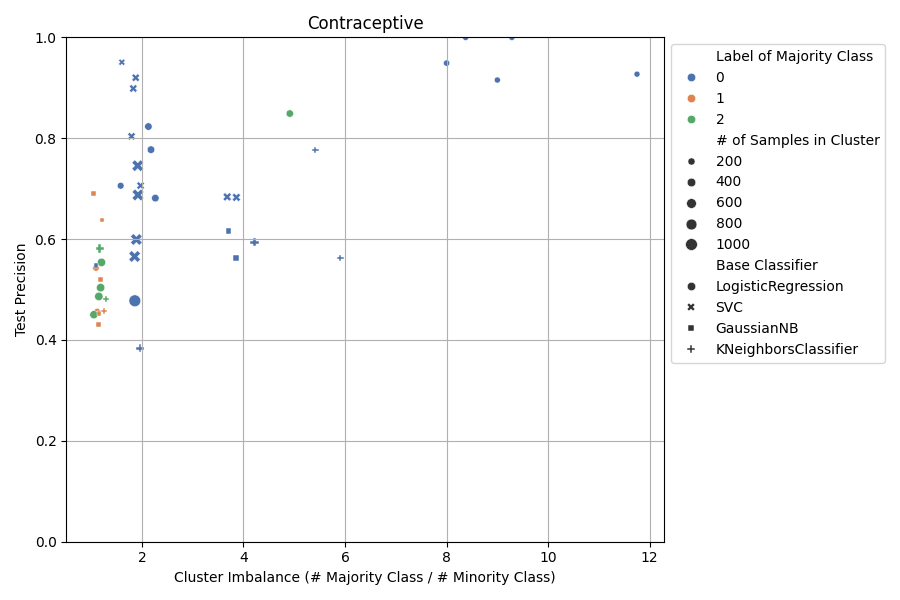 Contraceptive
1.0
0.8
0.6
0.4
0.2
0.0
Test Precision
2
4
6
8
10
12
Cluster Imbalance (# Majority Class / # Minority Class)
Label of Majority Class
0
1
2
# of Samples in Cluster
200
400
600
800
1000
Base Classifier
LogisticRegression
SVC
GaussianNB
KNeighborsClassifier